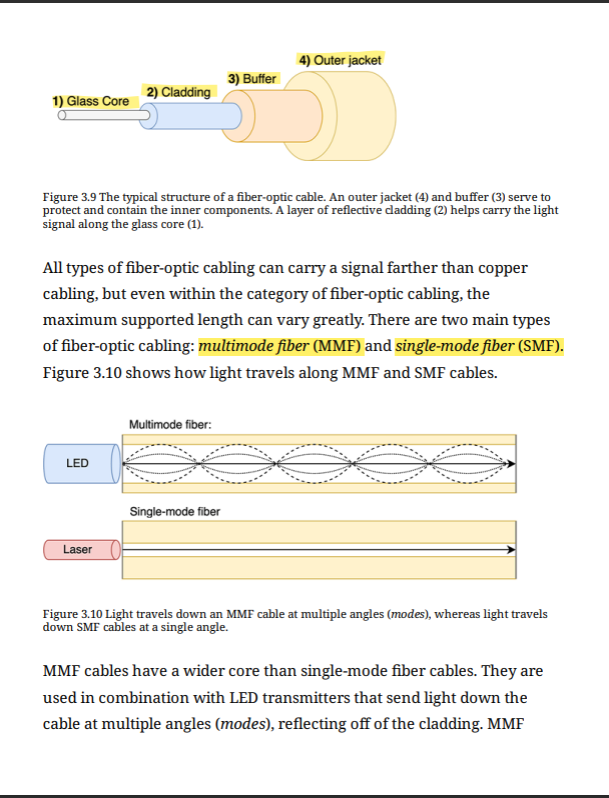 4) Outer jacket
3) Buffer
2) Cladding
1) Glass Core
Figure 3.9 The typical structure of a fiber-optic cable. An outer jacket (4) and buffer (3) serve to
protect and contain the inner components. A layer of reflective cladding (2) helps carry the light
signal along the glass core (1).
All types of fiber-optic cabling can carry a signal farther than copper
cabling, but even within the category of fiber-optic cabling, the
maximum supported length can vary greatly. There are two main types
of fiber-optic cabling: multimode fiber (MMF) and single-mode fiber (SMF).
Figure 3.10 shows how light travels along MMF and SMF cables.
Multimode fiber:
LED
Single-mode fiber
Laser
Figure 3.10 Light travels down an MMF cable at multiple angles (modes), whereas light travels
down SMF cables at a single angle.
MMF cables have a wider core than single-mode fiber cables. They are
used in combination with LED transmitters that send light down the
cable at multiple angles (modes), reflecting off of the cladding. MMF